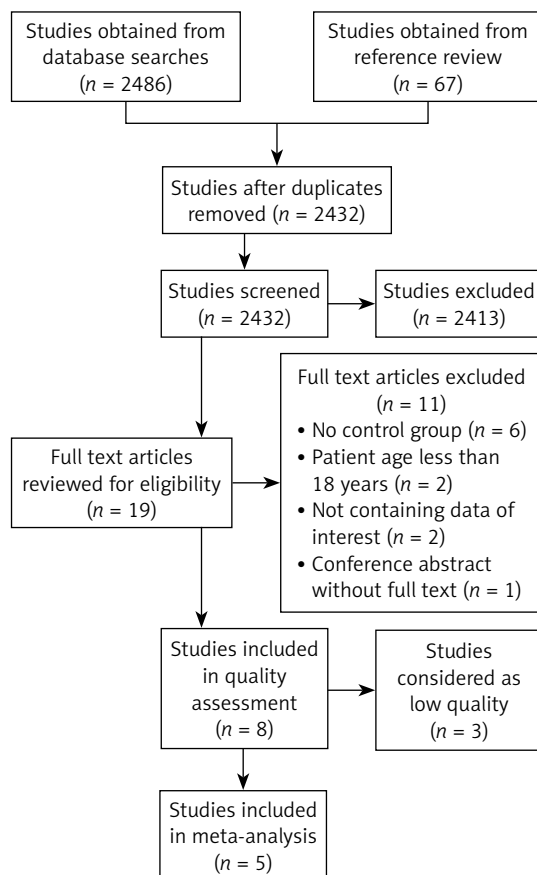 Studies obtained from
database searches
(n = 2486)
Studies obtained from
reference review
(n = 67)
Studies after duplicates
removed (n = 2432)
Studies screened
(n = 2432)
Studies excluded
(n = 2413)
Full text articles
reviewed for eligibility
(n = 19)
Full text articles excluded
(n = 11)
• No control group (n = 6)
• Patient age less than
18 years (n = 2)
• Not containing data of
interest (n = 2)
• Conference abstract
without full text (n = 1)
Studies included
in quality
assessment
(n = 8)
Studies
considered as
low quality
(n = 3)
Studies included
in meta-analysis
(n = 5)